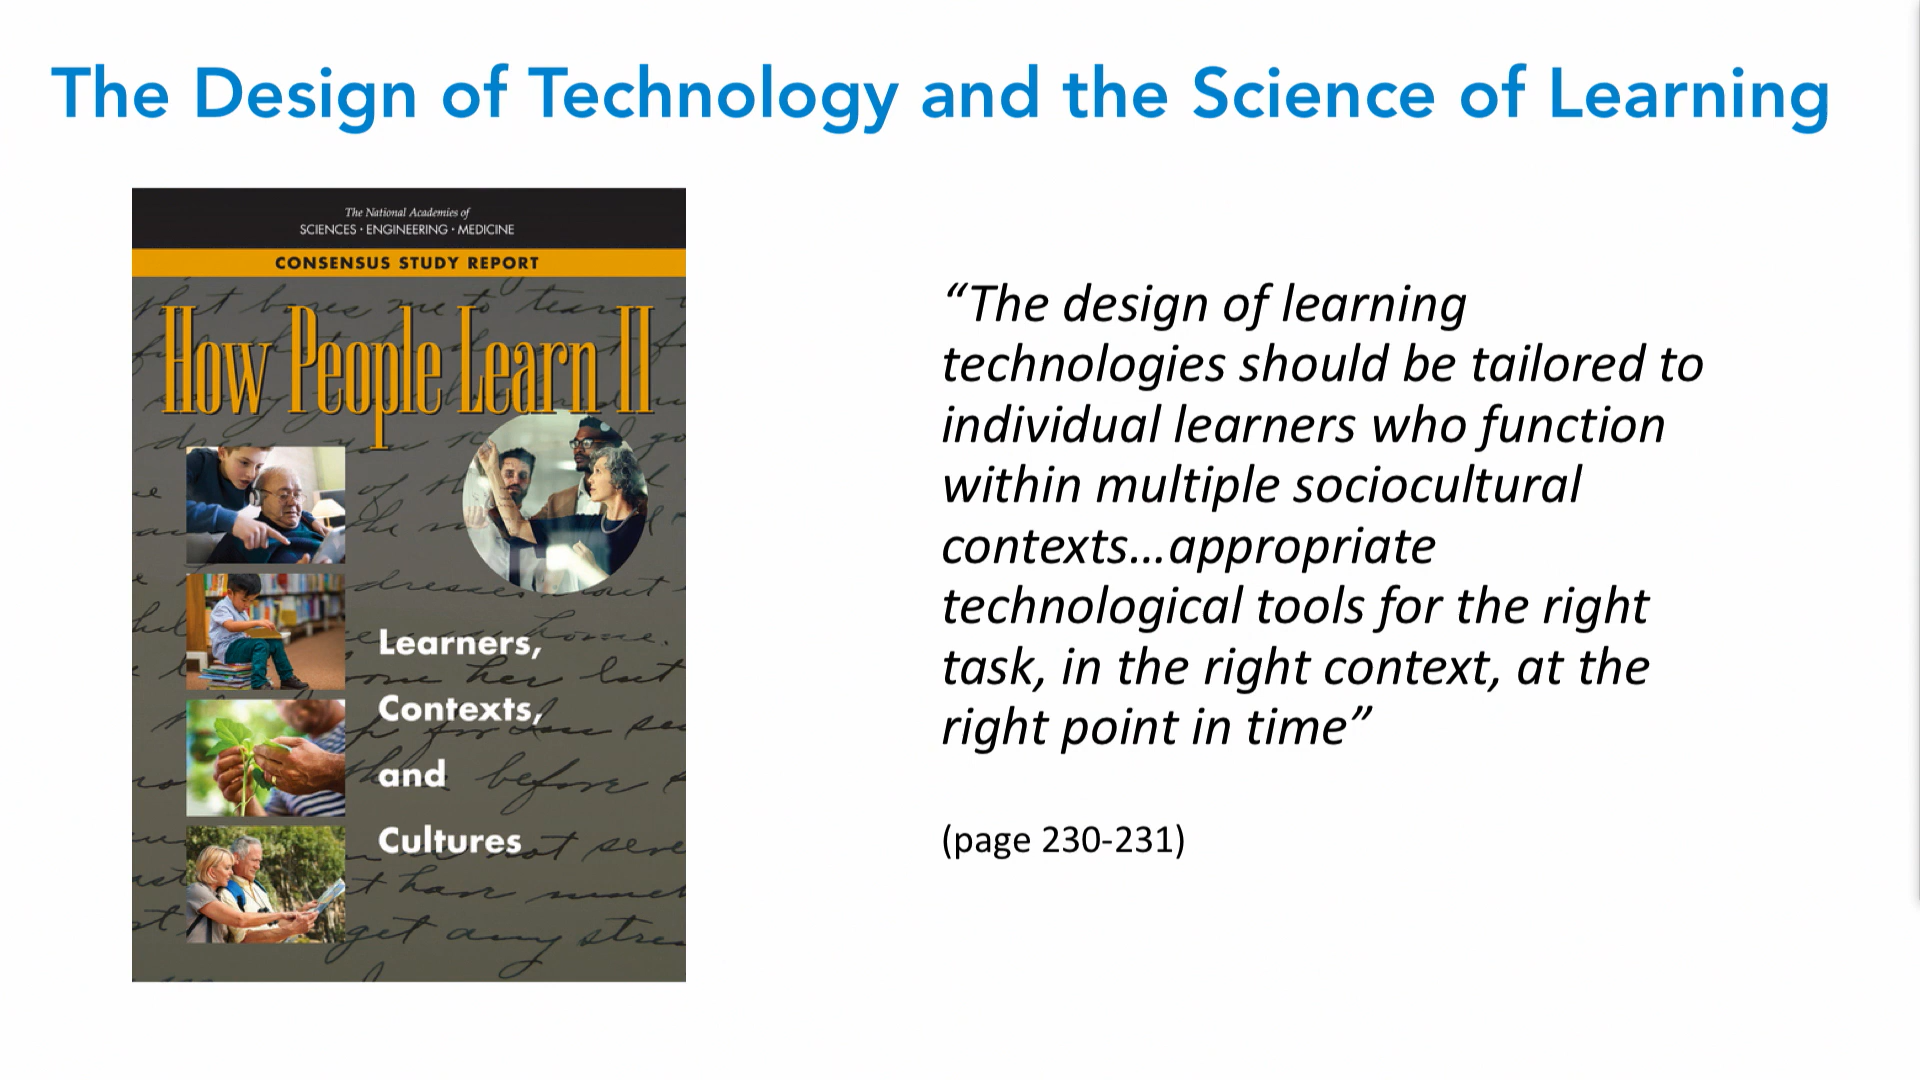 The Design of Technology and the Science of Learning
The National Academies of
SCIENCES · ENGINEERING · MEDICINE
CONSENSUS STUDY REPORT
How People Learn II
Learners,
Contexts,
and
Cultures
“The design of learning
technologies should be tailored to
individual learners who function
within multiple sociocultural
contexts…appropriate
technological tools for the right
task, in the right context, at the
right point in time”
(page 230-231)